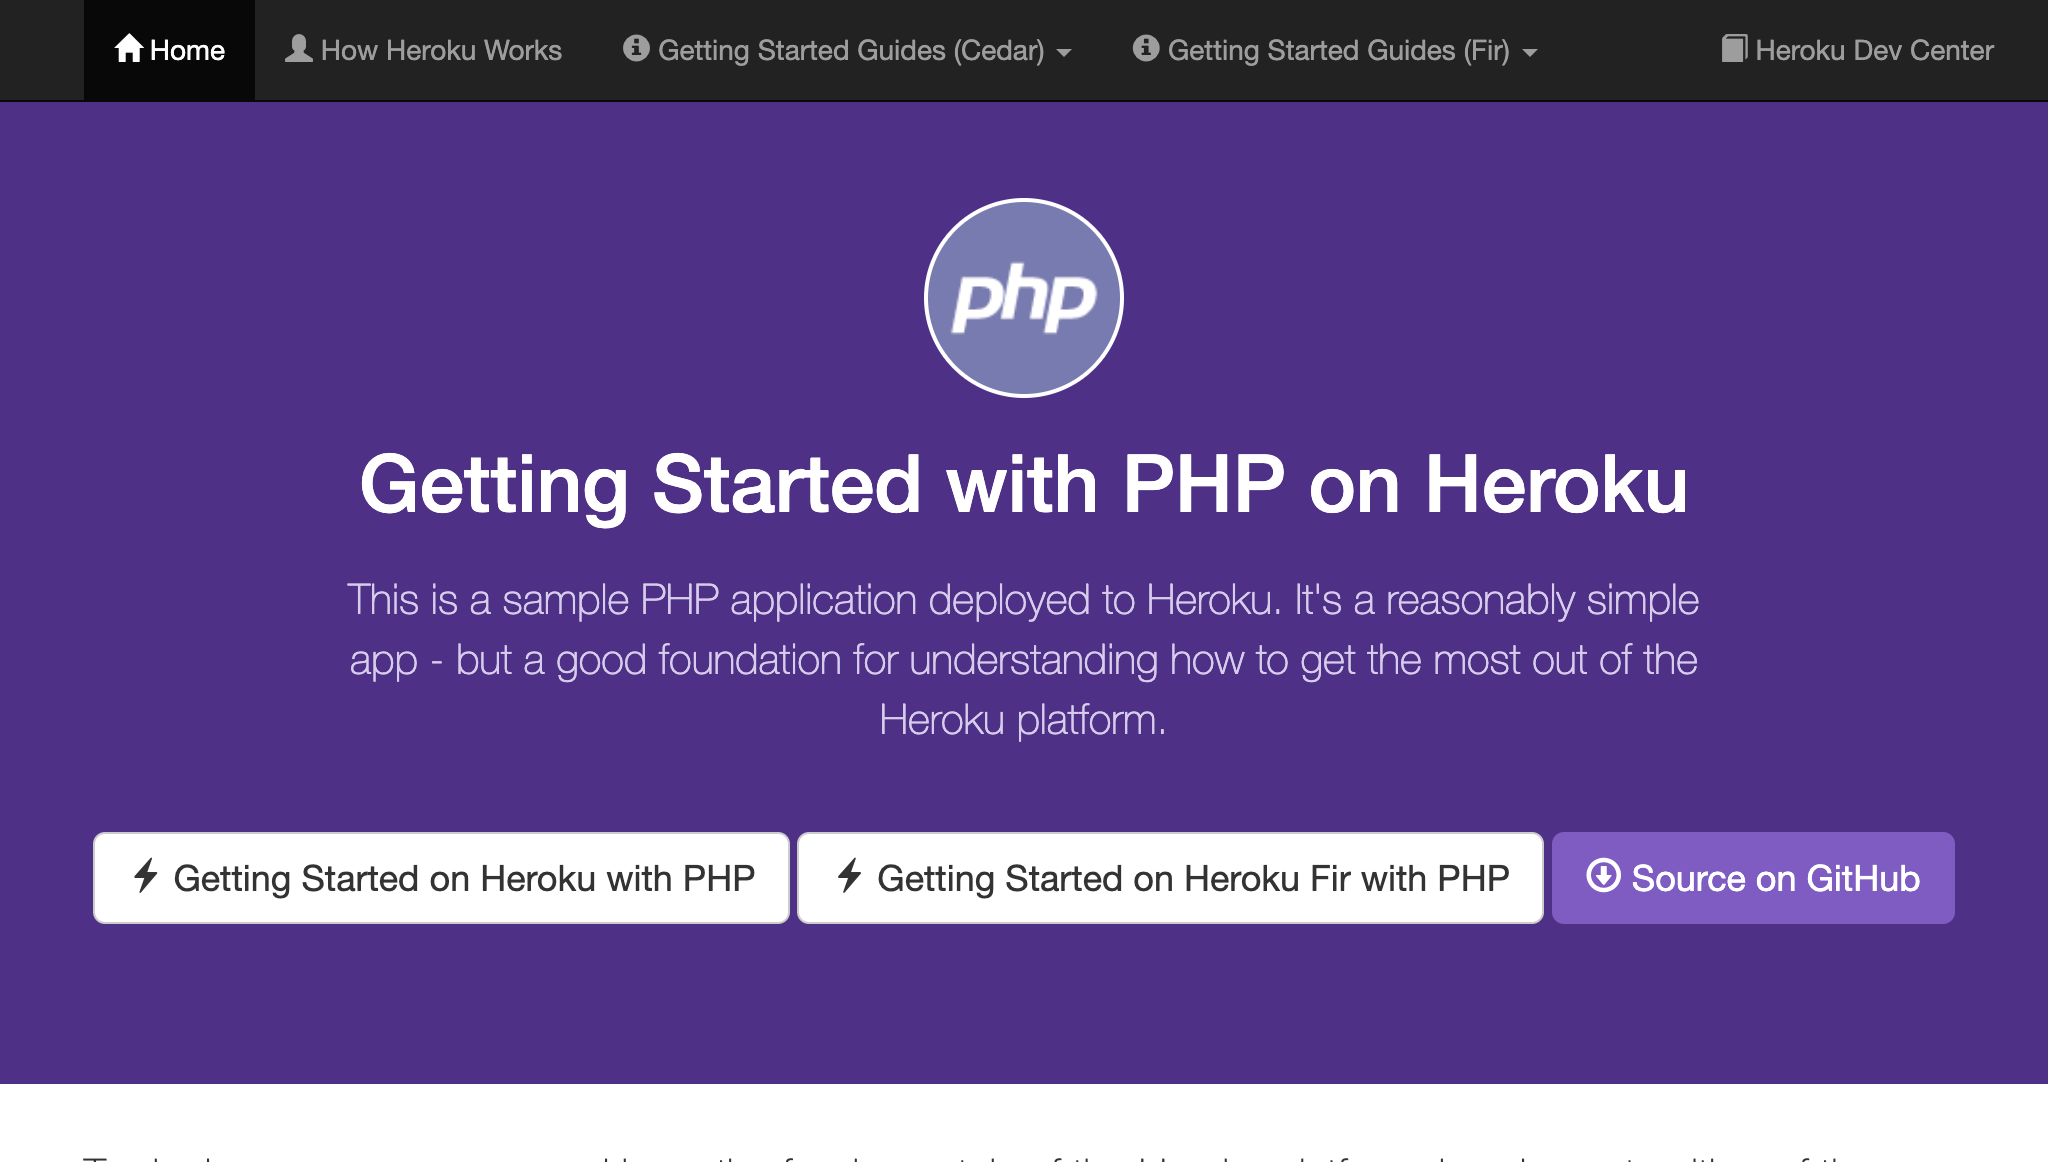 Home How Heroku Works Getting Started Guides (Cedar) Getting Started Guides (Fir) Heroku Dev Center
php
Getting Started with PHP on Heroku
This is a sample PHP application deployed to Heroku. It's a reasonably simple
app - but a good foundation for understanding how to get the most out of the
Heroku platform.
Getting Started on Heroku with PHP Getting Started on Heroku Fir with PHP Source on GitHub